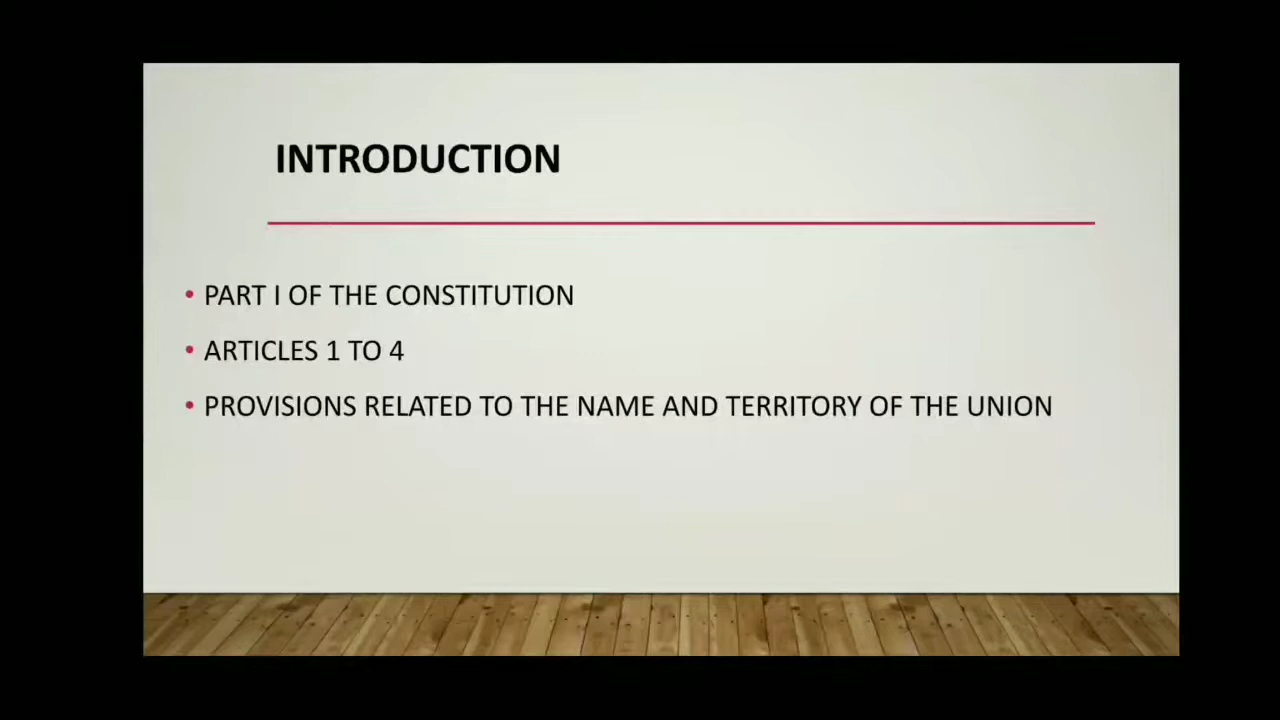 INTRODUCTION
• PART I OF THE CONSTITUTION
• ARTICLES 1 TO 4
• PROVISIONS RELATED TO THE NAME AND TERRITORY OF THE UNION